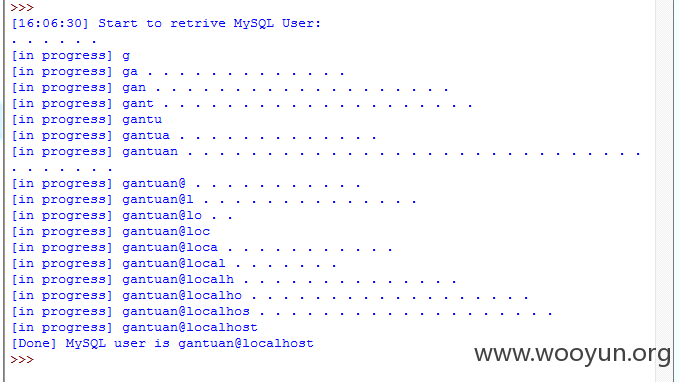 >>>
[16:06:30] Start to retrive MySQL User:
. . . . . .
[in progress] g
[in progress] ga . . . . . . . . . . . . .
[in progress] gan . . . . . . . . . . . . . . . . . . . . .
[in progress] gant . . . . . . . . . . . . . . . . . . . . . .
[in progress] gantu
[in progress] gantua . . . . . . . . . . . . .
[in progress] gantuan . . . . . . . . . . . . . . . . . . . . . . . . . . . . . . . .
. . . . . . .
[in progress] gantuan@ . . . . . . . . . . . .
[in progress] gantuan@l . . . . . . . . . . . . . . .
[in progress] gantuan@lo . .
[in progress] gantuan@loc
[in progress] gantuan@loca . . . . . . . . . . . .
[in progress] gantuan@local . . . . . . .
[in progress] gantuan@localh . . . . . . . . . . . . . . .
[in progress] gantuan@localho . . . . . . . . . . . . . . . . . . . .
[in progress] gantuan@localhos . . . . . . . . . . . . . . . . . . . . .
[in progress] gantuan@localhost
[Done] MySQL user is gantuan@localhost
>>>
www.wooyun.org